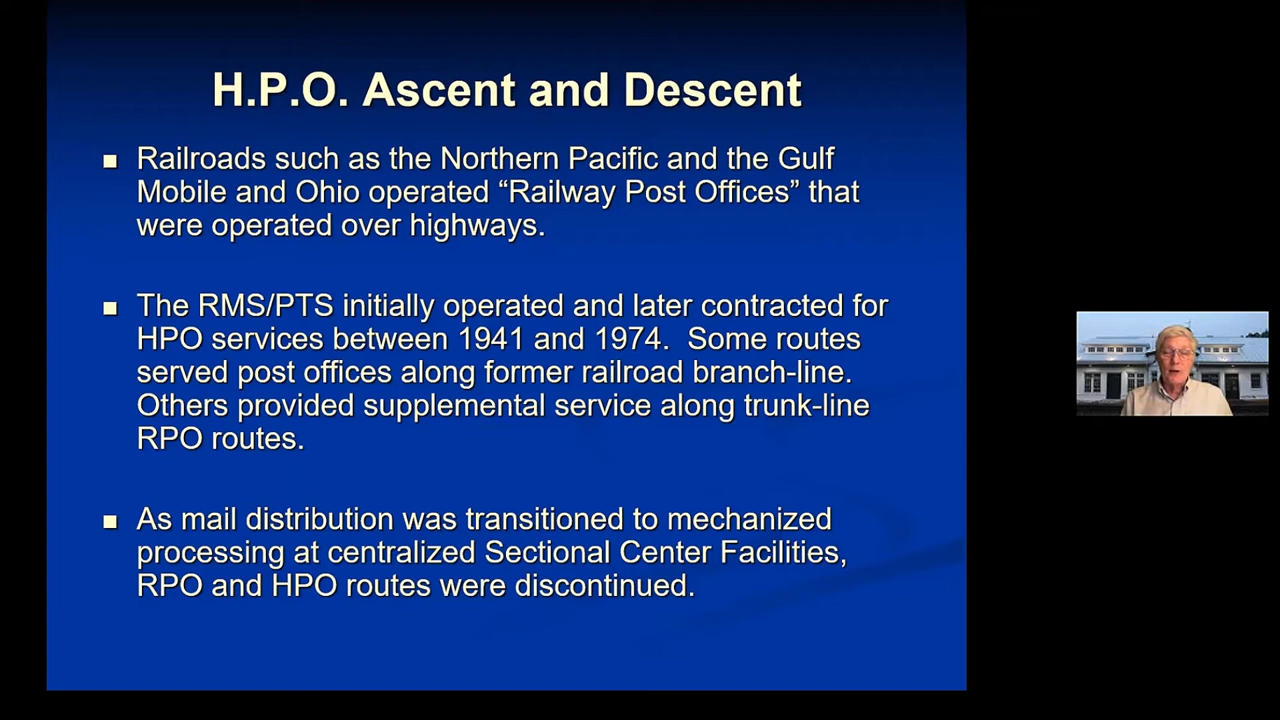 H.P.O. Ascent and Descent
Railroads such as the Northern Pacific and the Gulf
Mobile and Ohio operated “Railway Post Offices” that
were operated over highways.
The RMS/PTS initially operated and later contracted for
HPO services between 1941 and 1974.  Some routes
served post offices along former railroad branch-line.
Others provided supplemental service along trunk-line
RPO routes.
As mail distribution was transitioned to mechanized
processing at centralized Sectional Center Facilities,
RPO and HPO routes were discontinued.